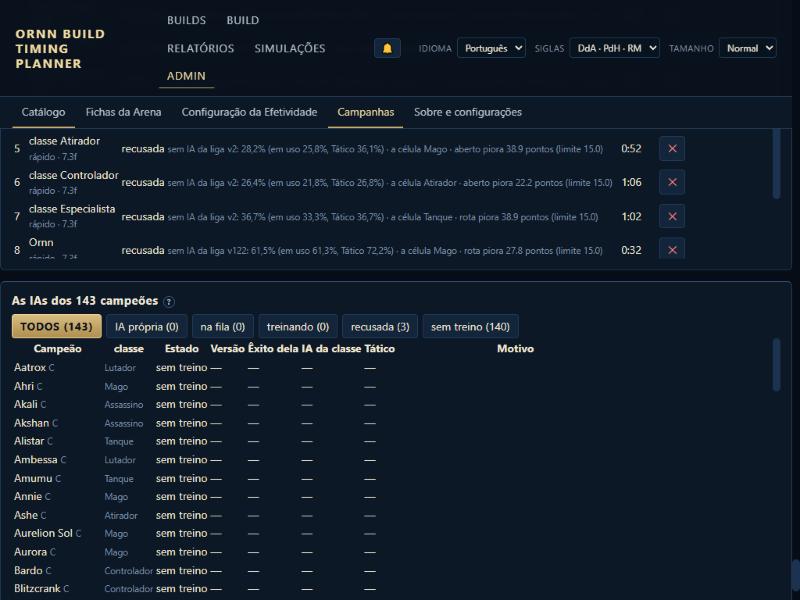 ORNN BUILD
TIMING
PLANNER
BUILDS BUILD
RELATÓRIOS SIMULAÇÕES
ADMIN
IDIOMA Português SIGLAS DdA · PdH · RM TAMANHO Normal
Catálogo Fichas da Arena Configuração da Efetividade Campanhas Sobre e configurações
5 classe Atirador recusada sem IA da liga v2: 28,2% (em uso 25,8%, Tático 36,1%) · a célula Mago · aberto piora 38.9 pontos (limite 15.0) 0:52 ✕
rápido · 7.3f
6 classe Controlador recusada sem IA da liga v2: 26,4% (em uso 21,8%, Tático 26,8%) · a célula Atirador · aberto piora 22.2 pontos (limite 15.0) 1:06 ✕
rápido · 7.3f
7 classe Especialista recusada sem IA da liga v2: 36,7% (em uso 33,3%, Tático 36,7%) · a célula Tanque · rota piora 38.9 pontos (limite 15.0) 1:02 ✕
rápido · 7.3f
8 Ornn recusada sem IA da liga v122: 61,5% (em uso 61,3%, Tático 72,2%) · a célula Mago · rota piora 27.8 pontos (limite 15.0) 0:32 ✕
rápido · 7.3f
As IAs dos 143 campeões ?
TODOS (143) IA própria (0) na fila (0) treinando (0) recusada (3) sem treino (140)
Campeão classe Estado Versão Êxito dela IA da classe Tático Motivo
Aatrox C Lutador sem treino — — — —
Ahri C Mago sem treino — — — —
Akali C Assassino sem treino — — — —
Akshan C Assassino sem treino — — — —
Alistar C Tanque sem treino — — — —
Ambessa C Lutador sem treino — — — —
Amumu C Tanque sem treino — — — —
Annie C Mago sem treino — — — —
Ashe C Atirador sem treino — — — —
Aurelion Sol C Mago sem treino — — — —
Aurora C Mago sem treino — — — —
Bardo C Controlador sem treino — — — —
Blitzcrank C Controlador sem treino — — — —